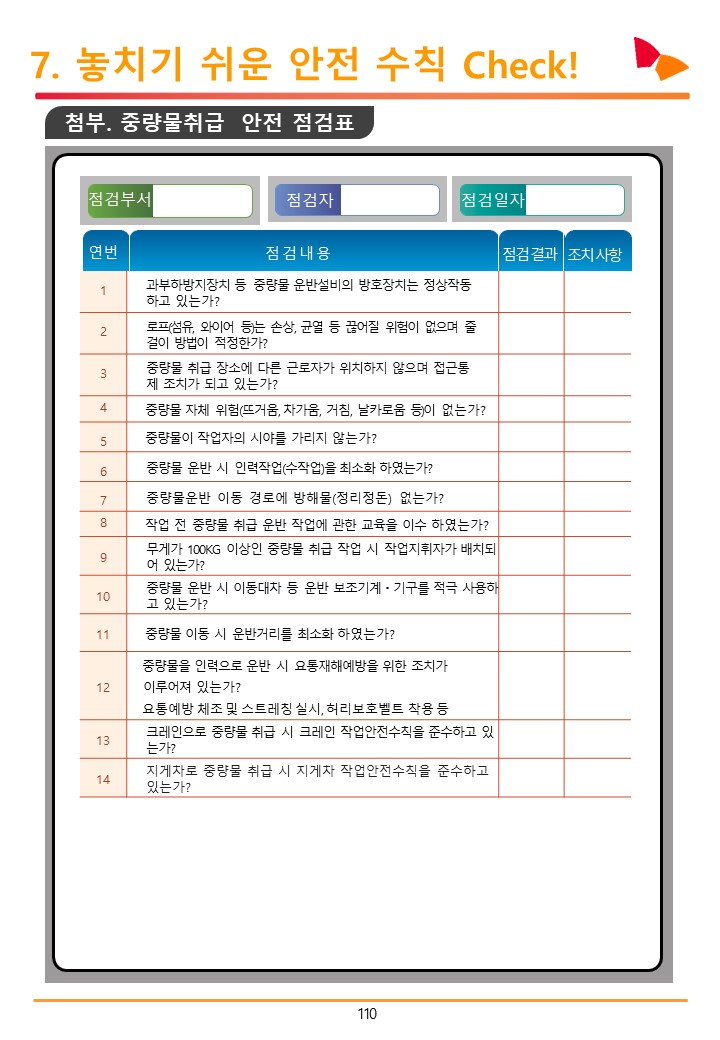 7. 놓치기 쉬운 안전 수칙 Check!
첨부. 중량물취급 안전 점검표
점검부서
점검자
점검일자
연번 점검내용 점검결과 조치사항
1 과부하방지장치 등 중량물 운반설비의 방호장치는 정상작동
하고 있는가?
2 로프(섬유, 와이어 등)는 손상, 균열 등 끊어질 위험이 없으며 줄
걸이 방법이 적정한가?
3 중량물 취급 장소에 다른 근로자가 위치하지 않으며 접근통
제 조치가 되고 있는가?
4 중량물 자체 위험(뜨거움, 차가움, 거침, 날카로움 등)이 없는가?
5 중량물이 작업자의 시야를 가리지 않는가?
6 중량물 운반 시 인력작업(수작업)을 최소화 하였는가?
7 중량물운반 이동 경로에 방해물(정리정돈) 없는가?
8 작업 전 중량물 취급 운반 작업에 관한 교육을 이수 하였는가?
9 무게가 100KG 이상인 중량물 취급 작업 시 작업지휘자가 배치되
어 있는가?
10 중량물 운반 시 이동대차 등 운반 보조기계·기구를 적극 사용하
고 있는가?
11 중량물 이동 시 운반거리를 최소화 하였는가?
12 중량물을 인력으로 운반 시 요통재해예방을 위한 조치가
이루어져 있는가?
요통예방 체조 및 스트레칭 실시, 허리보호벨트 착용 등
13 크레인으로 중량물 취급 시 크레인 작업안전수칙을 준수하고 있
는가?
14 지게차로 중량물 취급 시 지게차 작업안전수칙을 준수하고
있는가?
110